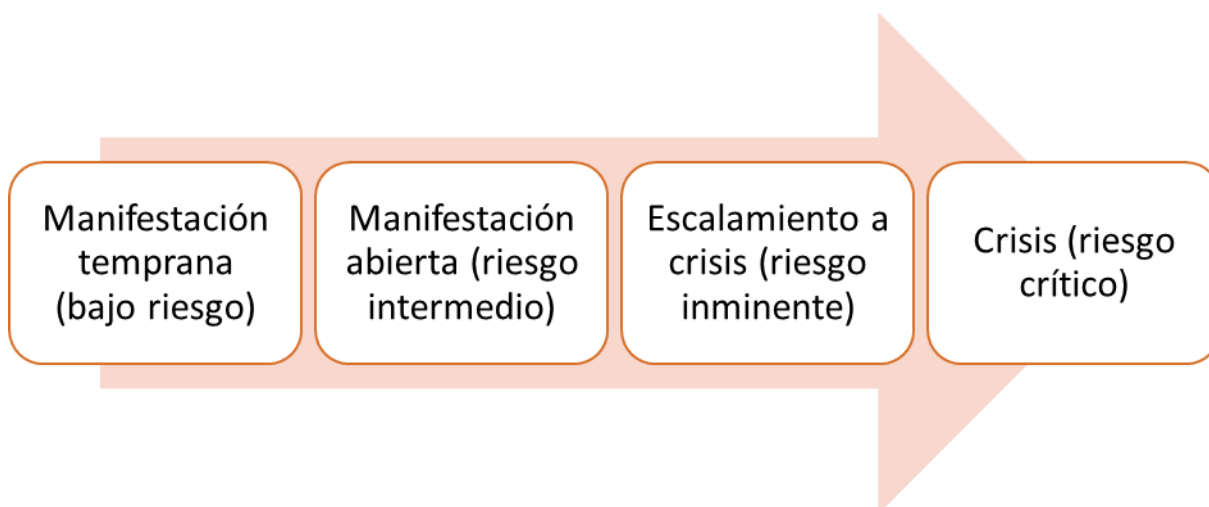 Manifestación
temprana
(bajo riesgo)
Manifestación
abierta (riesgo
intermedio)
Escalamiento a
crisis (riesgo
inminente)
Crisis (riesgo
crítico)